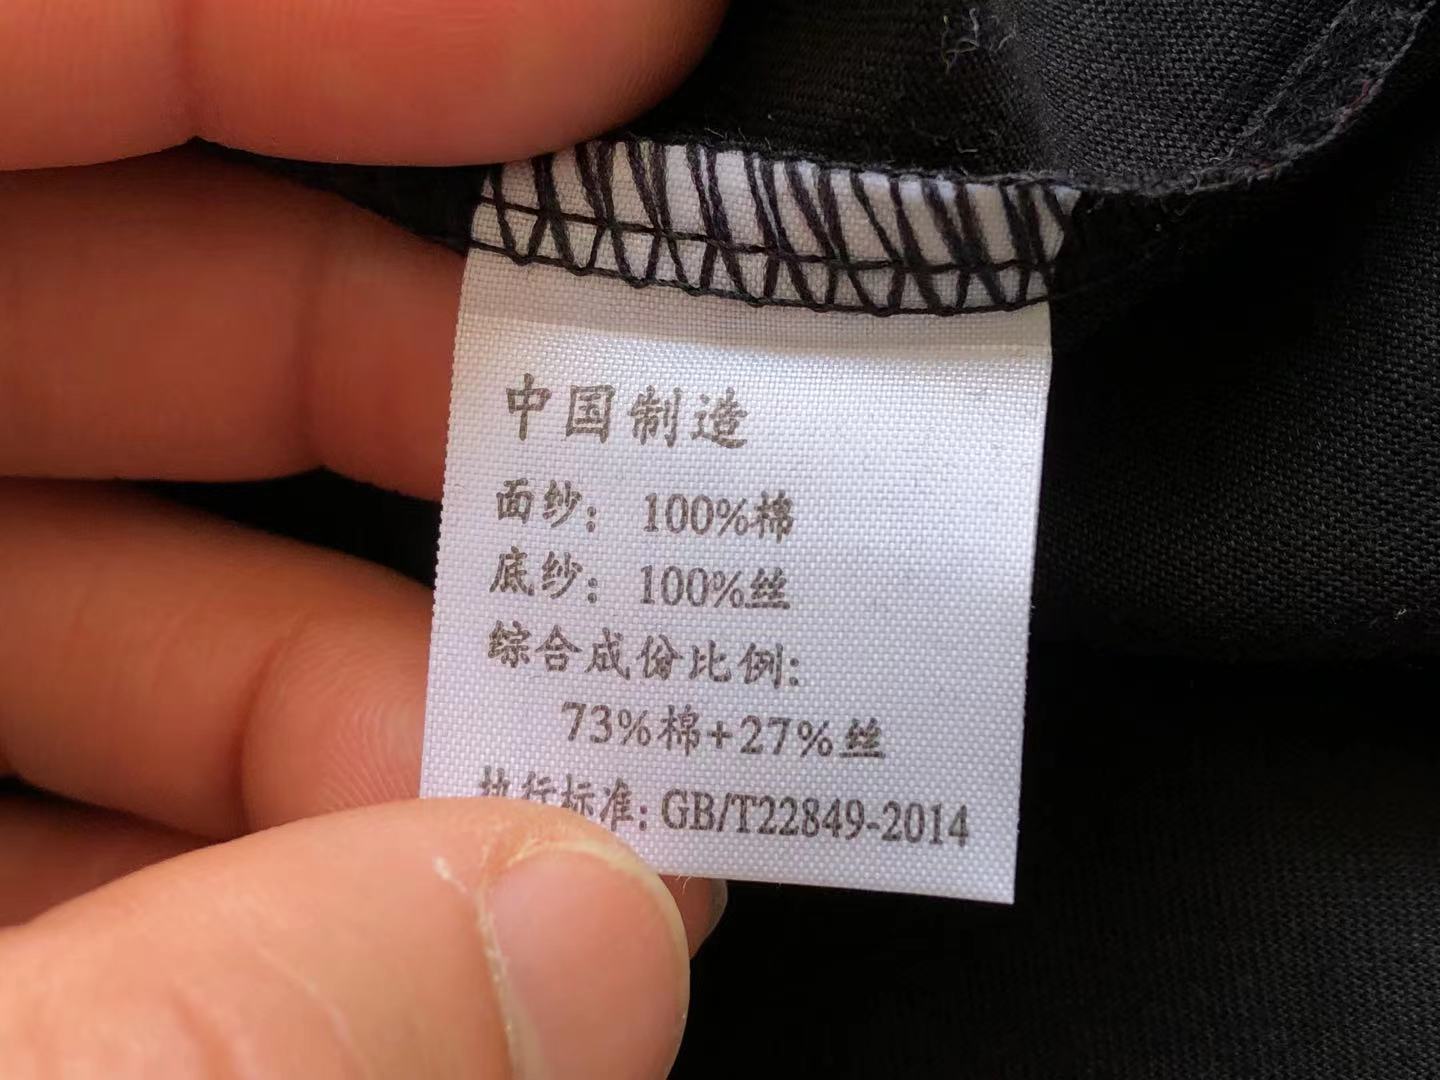 中国制造
面纱: 100%棉
底纱: 100%丝
综合成份比例:
73%棉+27%丝
执行标准: GB/T22849-2014